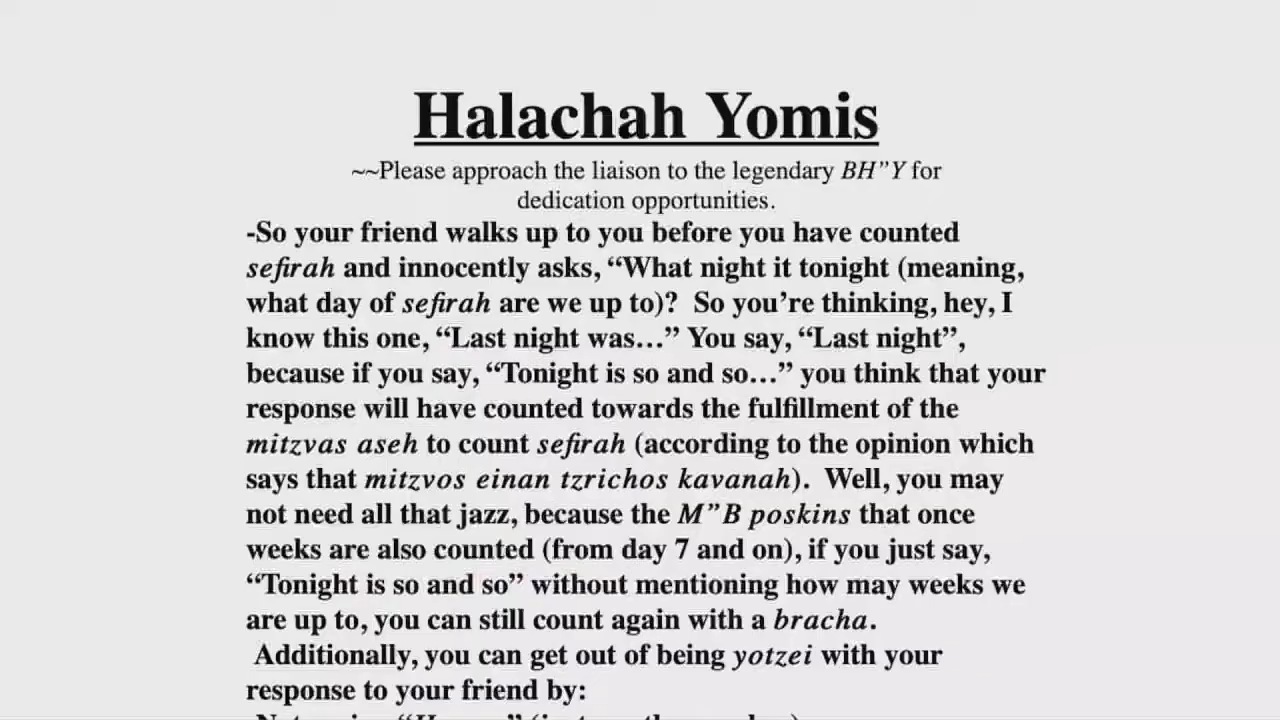 Halachah Yomis
~~Please approach the liaison to the legendary BH”Y for
dedication opportunities.
-So your friend walks up to you before you have counted
sefirah and innocently asks, “What night it tonight (meaning,
what day of sefirah are we up to)?  So you’re thinking, hey, I
know this one, “Last night was…” You say, “Last night”,
because if you say, “Tonight is so and so…” you think that your
response will have counted towards the fulfillment of the
mitzvas aseh to count sefirah (according to the opinion which
says that mitzvos einan tzrichos kavanah).  Well, you may
not need all that jazz, because the M”B poskins that once
weeks are also counted (from day 7 and on), if you just say,
“Tonight is so and so” without mentioning how may weeks we
are up to, you can still count again with a bracha.
Additionally, you can get out of being yotzei with your
response to your friend by: